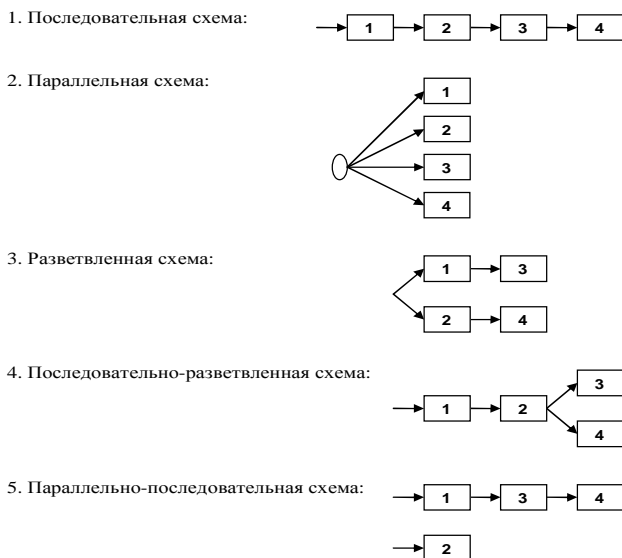 1. Последовательная схема:
1 2 3 4
2. Параллельная схема:
1
2
3
4
3. Разветвленная схема:
1 3
2 4
4. Последовательно-разветвленная схема:
3
1 2
4
5. Параллельно-последовательная схема:
1 3 4
2